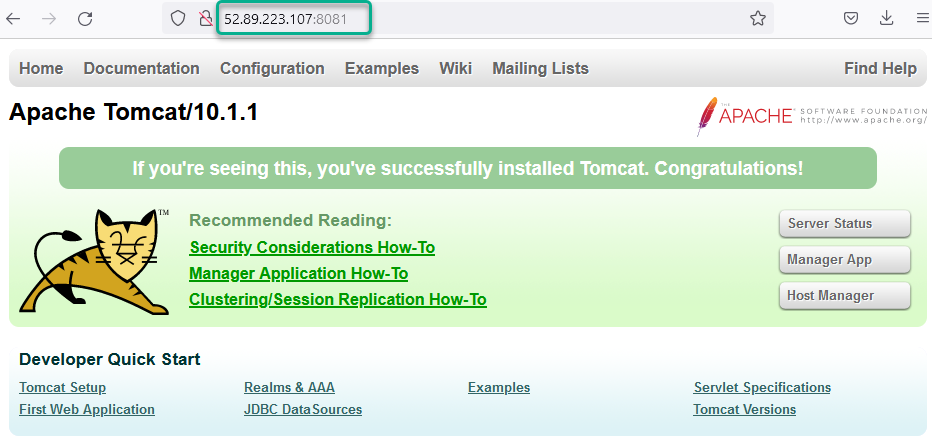 52.89.223.107:8081
Home Documentation Configuration Examples Wiki Mailing Lists Find Help
Apache Tomcat/10.1.1
THE
APACHE® SOFTWARE FOUNDATION
http://www.apache.org/
If you're seeing this, you've successfully installed Tomcat. Congratulations!
TM
Recommended Reading:
Security Considerations How-To
Manager Application How-To
Clustering/Session Replication How-To
Server Status
Manager App
Host Manager
Developer Quick Start
Tomcat Setup Realms & AAA Examples Servlet Specifications
First Web Application JDBC DataSources Tomcat Versions